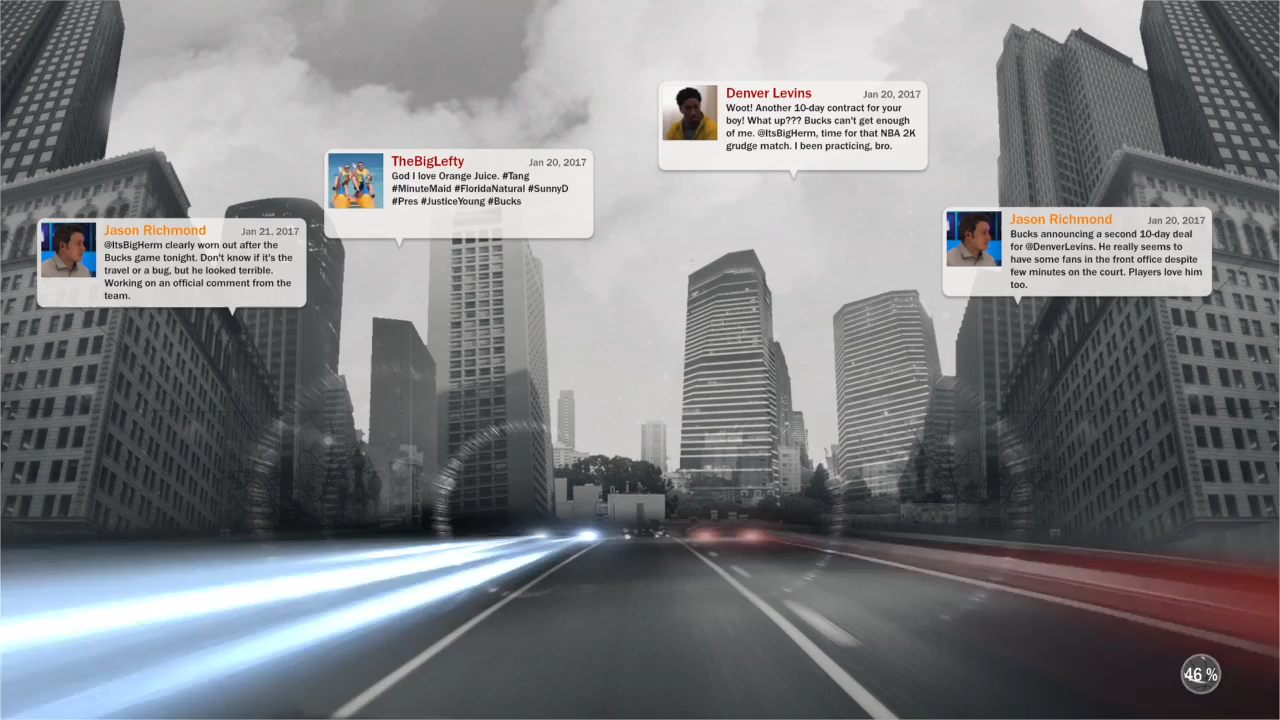 Denver Levins Jan 20, 2017
Woot! Another 10-day contract for your
boy! What up??? Bucks can't get enough
of me. @ItsBigHerm, time for that NBA 2K
grudge match. I been practicing, bro.
TheBigLefty Jan 20, 2017
God I love Orange Juice. #Tang
#MinuteMaid #FloridaNatural #SunnyD
#Pres #JusticeYoung #Bucks
Jason Richmond Jan 21, 2017
@ItsBigHerm clearly worn out after the
Bucks game tonight. Don't know if it's the
travel or a bug, but he looked terrible.
Working on an official comment from the
team.
Jason Richmond Jan 20, 2017
Bucks announcing a second 10-day deal
for @DenverLevins. He really seems to
have some fans in the front office despite
few minutes on the court. Players love him
too.
46 %